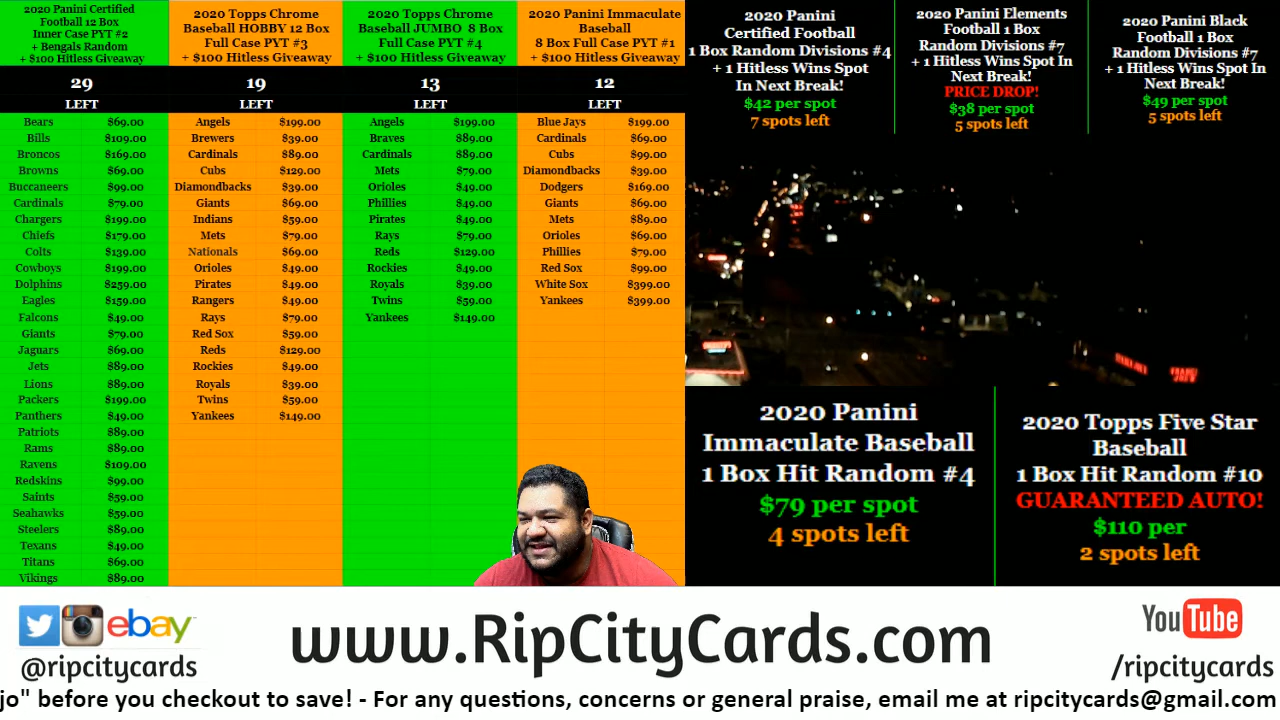 2020 Panini Certified
Football 12 Box
Inner Case PYT #2
+ Bengals Random
+ $100 Hitless Giveaway
29
LEFT
Bears $69.00
Bills $109.00
Broncos $169.00
Browns $69.00
Buccaneers $99.00
Cardinals $79.00
Chargers $199.00
Chiefs $179.00
Colts $139.00
Cowboys $199.00
Dolphins $259.00
Eagles $159.00
Falcons $49.00
Giants $79.00
Jaguars $69.00
Jets $89.00
Lions $89.00
Packers $199.00
Panthers $49.00
Patriots $89.00
Rams $89.00
Ravens $109.00
Redskins $99.00
Saints $59.00
Seahawks $59.00
Steelers $89.00
Texans $49.00
Titans $69.00
Vikings $89.00
2020 Topps Chrome
Baseball HOBBY 12 Box
Full Case PYT #3
+ $100 Hitless Giveaway
19
LEFT
Angels $199.00
Brewers $39.00
Cardinals $89.00
Cubs $129.00
Diamondbacks $39.00
Giants $69.00
Indians $59.00
Mets $79.00
Nationals $69.00
Orioles $49.00
Pirates $49.00
Rangers $49.00
Rays $79.00
Red Sox $59.00
Reds $129.00
Rockies $49.00
Royals $39.00
Twins $59.00
Yankees $149.00
2020 Topps Chrome
Baseball JUMBO 8 Box
Full Case PYT #4
+ $100 Hitless Giveaway
13
LEFT
Angels $199.00
Braves $89.00
Cardinals $89.00
Mets $79.00
Orioles $49.00
Phillies $49.00
Pirates $49.00
Rays $79.00
Reds $129.00
Rockies $49.00
Royals $39.00
Twins $59.00
Yankees $149.00
2020 Panini Immaculate
Baseball
8 Box Full Case PYT #1
+ $100 Hitless Giveaway
12
LEFT
Blue Jays $199.00
Cardinals $69.00
Cubs $99.00
Diamondbacks $39.00
Dodgers $169.00
Giants $69.00
Mets $89.00
Orioles $69.00
Phillies $79.00
Red Sox $99.00
White Sox $399.00
Yankees $399.00
2020 Panini
Certified Football
1 Box Random Divisions #4
+ 1 Hitless Wins Spot
In Next Break!
$42 per spot
7 spots left
2020 Panini Elements
Football 1 Box
Random Divisions #7
+ 1 Hitless Wins Spot In
Next Break!
PRICE DROP!
$38 per spot
5 spots left
2020 Panini Black
Football 1 Box
Random Divisions #7
+ 1 Hitless Wins Spot In
Next Break!
$49 per spot
5 spots left
2020 Panini
Immaculate Baseball
1 Box Hit Random #4
$79 per spot
4 spots left
2020 Topps Five Star
Baseball
1 Box Hit Random #10
GUARANTEED AUTO!
$110 per
2 spots left
ebay
@ripcitycards
www.RipCityCards.com
YouTube
/ripcitycards
jo" before you checkout to save! - For any questions, concerns or general praise, email me at ripcitycards@gmail.com